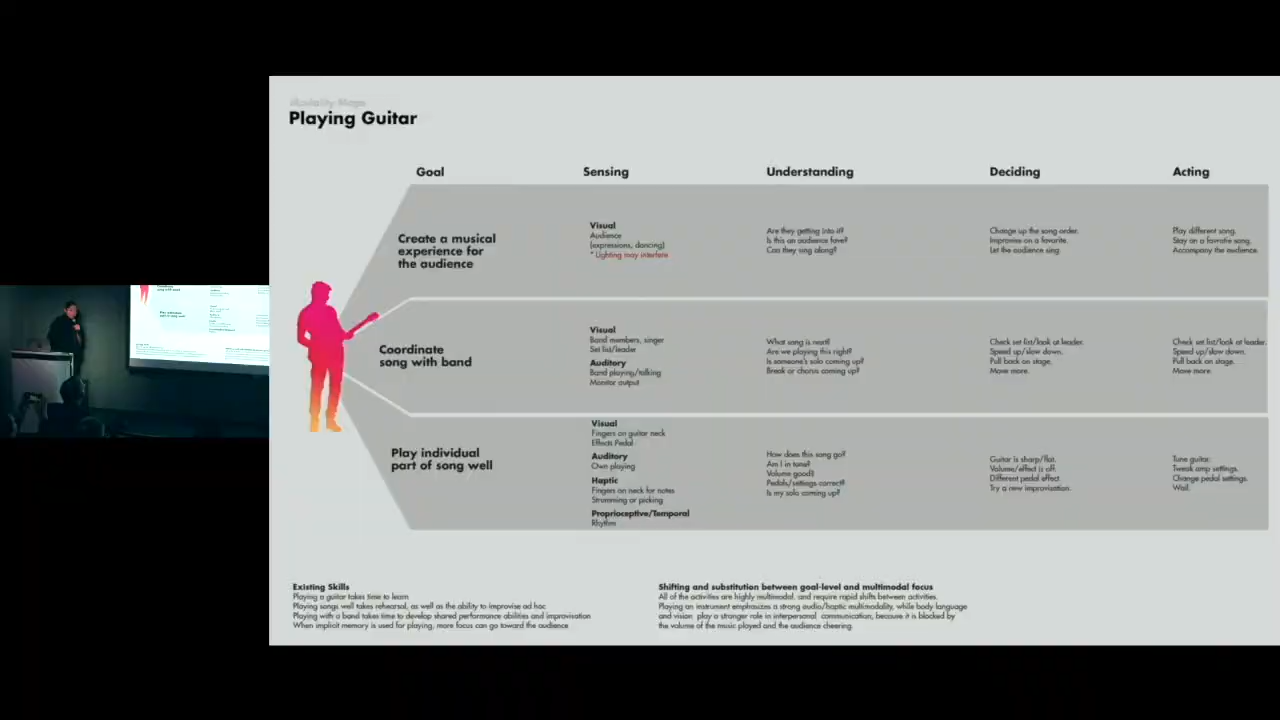 Modality Maps
Playing Guitar
Goal
Sensing
Understanding
Deciding
Acting
Create a musical
experience for
the audience
Visual
Audience
(expressions, dancing)
* Lighting may interfere
Are they getting into it?
Is this an audience fave?
Can they sing along?
Change up the song order.
Improvise on a favorite.
Let the audience sing.
Play different song.
Stay on a favorite song.
Accompany the audience.
Coordinate
song with band
Visual
Band members, singer
Set list/leader
Auditory
Band playing/talking
Monitor output
What song is next?
Are we playing this right?
Is someone's solo coming up?
Break or chorus coming up?
Check set list/look at leader.
Speed up/slow down.
Pull back on stage.
Move more.
Check set list/look at leader.
Speed up/slow down.
Pull back on stage.
Move more.
Play individual
part of song well
Visual
Fingers on guitar neck
Effects Pedal
Auditory
Own playing
Haptic
Fingers on neck for notes
Strumming or picking
Proprioceptive/Temporal
Rhythm
How does this song go?
Am I in tune?
Volume good?
Pedals/settings correct?
Is my solo coming up?
Guitar is sharp/flat.
Volume/effect is off.
Different pedal effect.
Try a new improvisation.
Tune guitar.
Tweak amp settings.
Change pedal settings.
Wail.
Existing Skills
Playing a guitar takes time to learn
Playing songs well takes rehearsal, as well as the ability to improvise ad hoc
Playing with a band takes time to develop shared performance abilities and improvisation
When implicit memory is used for playing, more focus can go toward the audience
Shifting and substitution between goal-level and multimodal focus
All of the activities are highly multimodal, and require rapid shifts between activities.
Playing an instrument emphasizes a strong audio/haptic multimodality, while body language
and vision play a stronger role in interpersonal communication, because it is blocked by
the volume of the music played and the audience cheering.